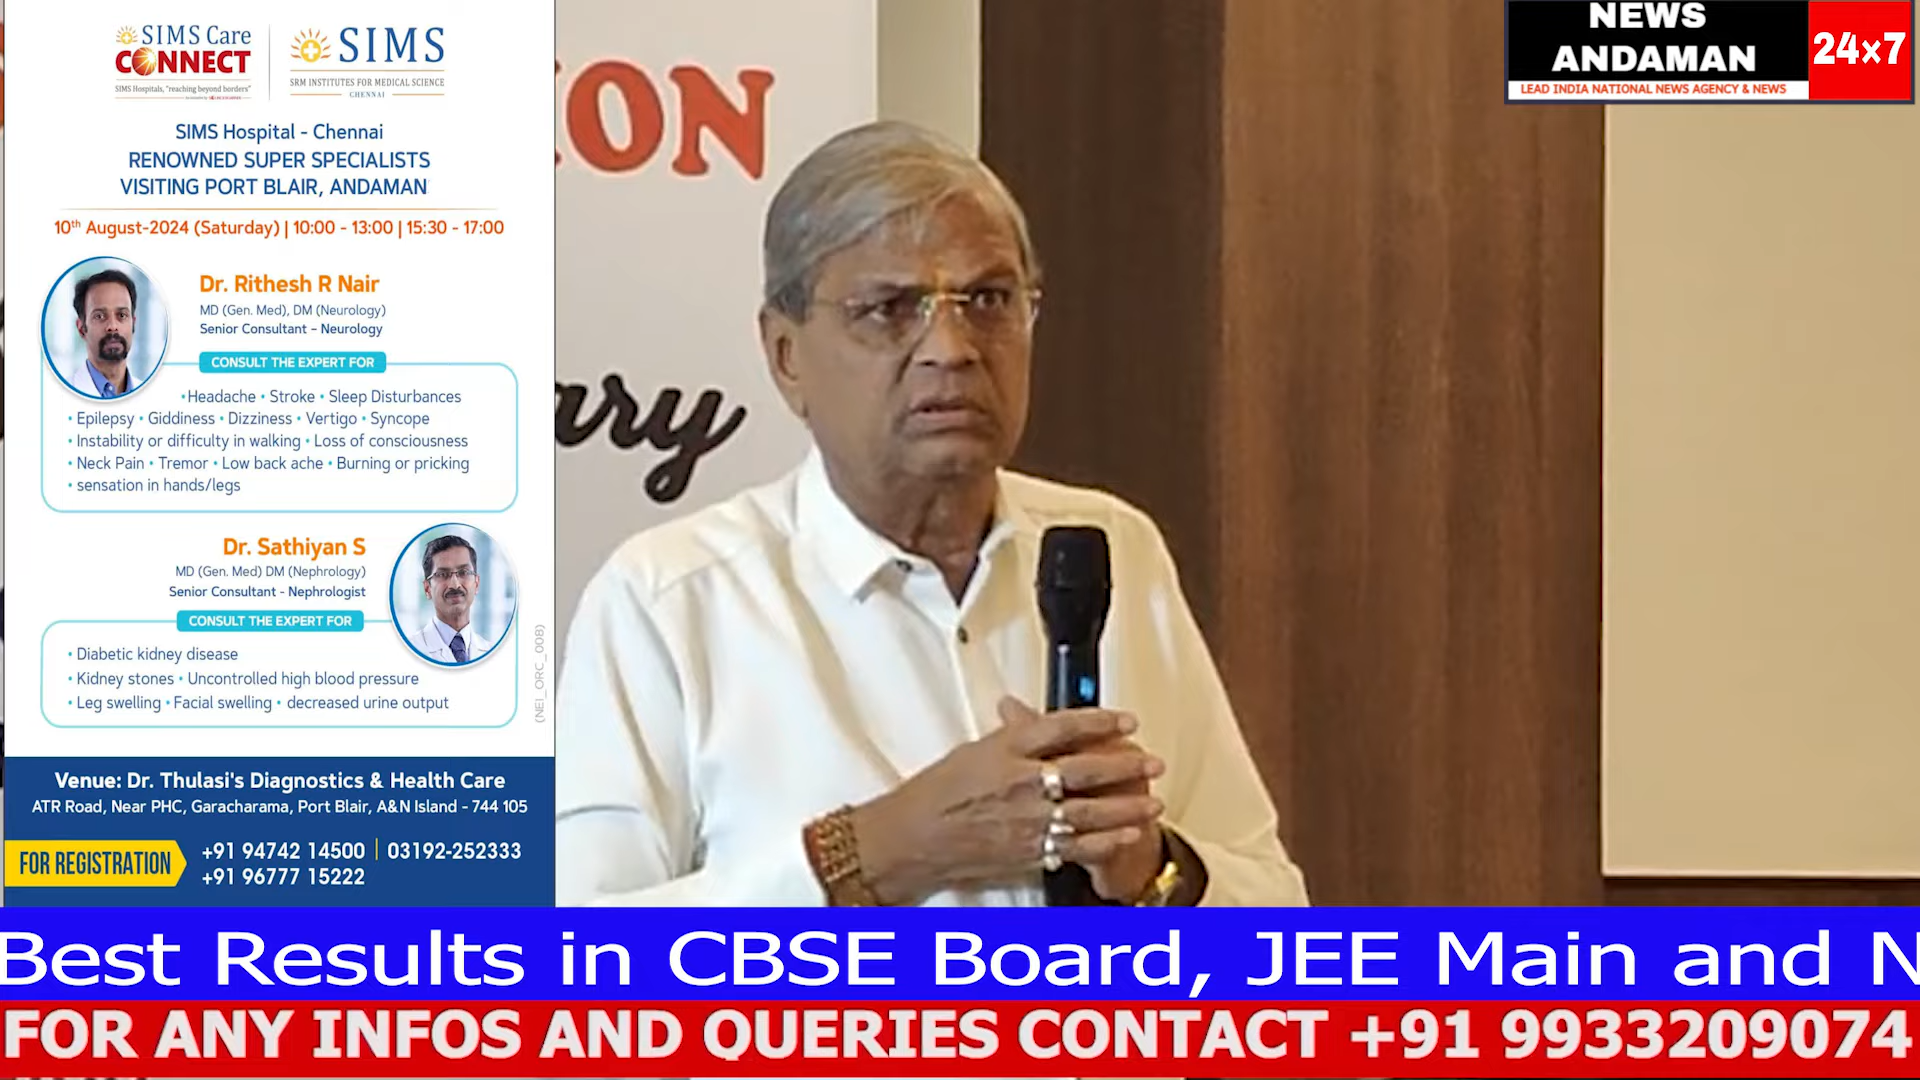 SIMS Care
CONNECT
SIMS Hospitals, "reaching beyond borders"
SIMS
SRM INSTITUTES FOR MEDICAL SCIENCE
CHENNAI
SIMS Hospital - Chennai
RENOWNED SUPER SPECIALISTS
VISITING PORT BLAIR, ANDAMAN
10th August-2024 (Saturday) | 10:00 - 13:00 | 15:30 - 17:00
Dr. Rithesh R Nair
MD (Gen. Med), DM (Neurology)
Senior Consultant - Neurology
CONSULT THE EXPERT FOR
• Headache • Stroke • Sleep Disturbances
• Epilepsy • Giddiness • Dizziness • Vertigo • Syncope
• Instability or difficulty in walking • Loss of consciousness
• Neck Pain • Tremor • Low back ache • Burning or pricking
• sensation in hands/legs
Dr. Sathiyan S
MD (Gen. Med) DM (Nephrology)
Senior Consultant - Nephrologist
CONSULT THE EXPERT FOR
• Diabetic kidney disease
• Kidney stones • Uncontrolled high blood pressure
• Leg swelling • Facial swelling • decreased urine output
(NEI_ORC_008)
Venue: Dr. Thulasi's Diagnostics & Health Care
ATR Road, Near PHC, Garacharama, Port Blair, A&N Island - 744 105
FOR REGISTRATION
+91 94742 14500 | 03192-252333
+91 96777 15222
ION
ary
NEWS
ANDAMAN
24×7
LEAD INDIA NATIONAL NEWS AGENCY & NEWS
Best Results in CBSE Board, JEE Main and N
FOR ANY INFOS AND QUERIES CONTACT +91 9933209074